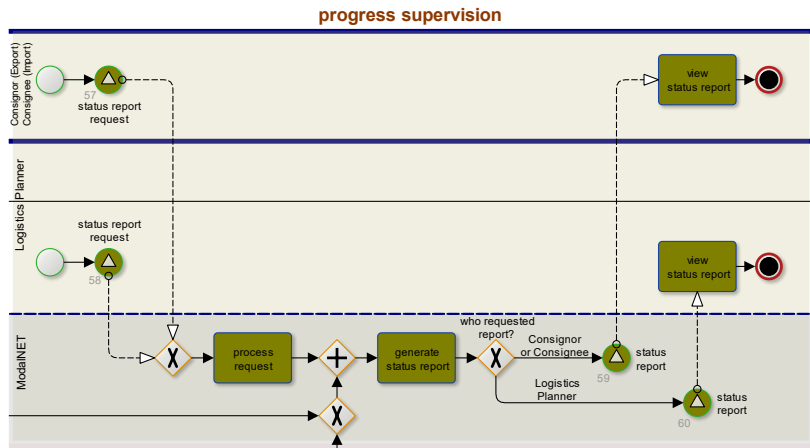 progress supervision
Consignor (Export)
Consignee (Import)
57
status report
request
view
status report
Logistics Planner
status report
request
58
view
status report
ModalNET
process
request
generate
status report
who requested
report?
Consignor
or Consignee
59
status
report
Logistics
Planner
60
status
report